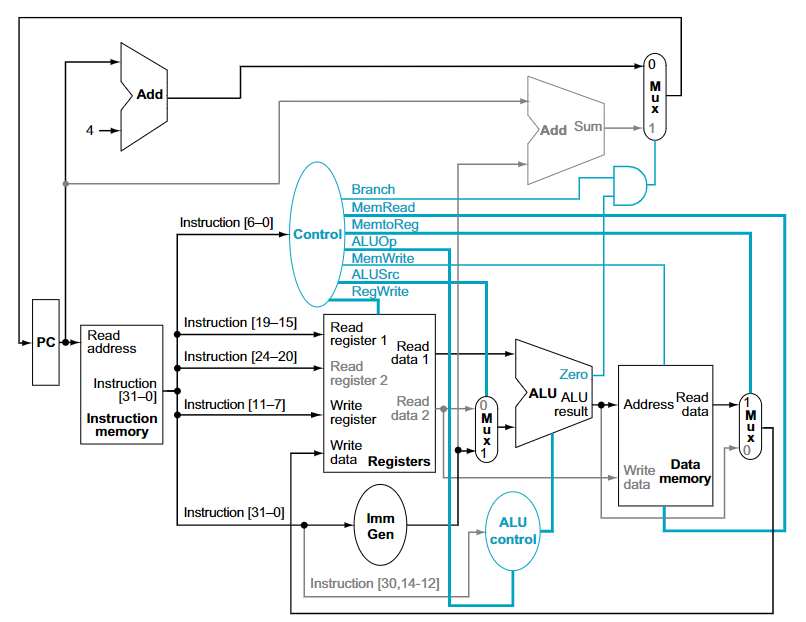 Add
4
0
M
u
x
1
Add Sum
Branch
MemRead
MemtoReg
ALUOp
MemWrite
ALUSrc
RegWrite
Control
Instruction [6–0]
Instruction [19–15]
Instruction [24–20]
Instruction [11–7]
Instruction [31–0]
PC
Read
address
Instruction
[31–0]
Instruction
memory
Read
register 1
Read
data 1
Read
register 2
Write
register
Read
data 2
Write
data
Registers
0
M
u
x
1
Zero
ALU
ALU
result
Address
Read
data
Write
data
Data
memory
1
M
u
x
0
Imm
Gen
ALU
control
Instruction [30,14-12]